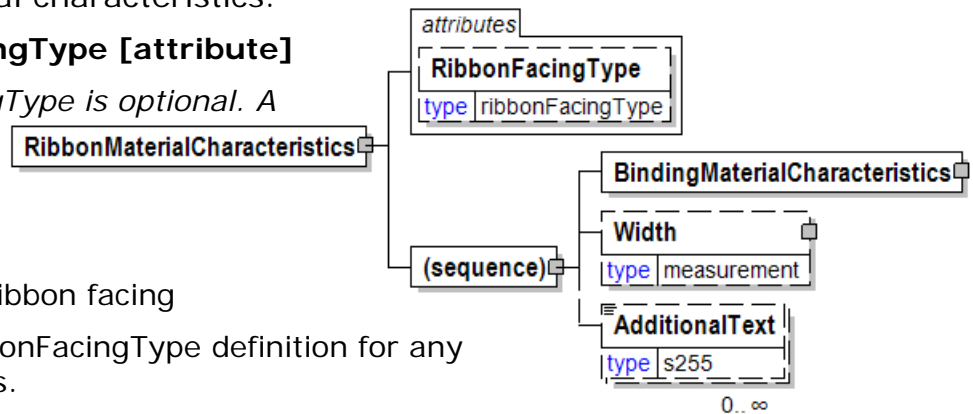 al characteristics.
ngType [attribute]
gType is optional. A
ibbon facing
onFacingType definition for any
s.
RibbonMaterialCharacteristics
attributes
RibbonFacingType
type ribbonFacingType
(sequence)
BindingMaterialCharacteristics
Width
type measurement
AdditionalText
type s255
0.. ∞